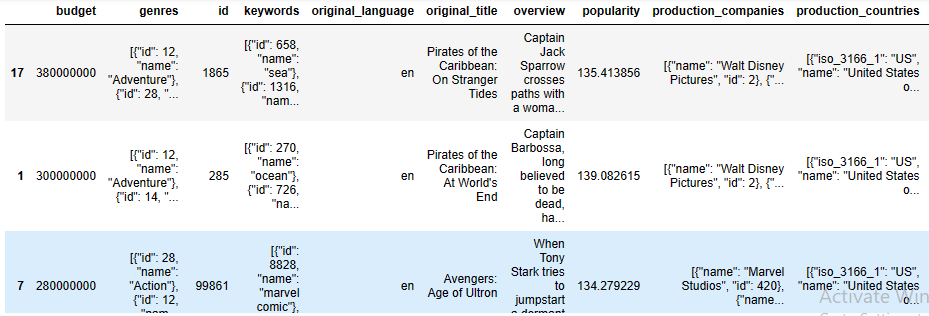 budget genres id keywords original_language original_title overview popularity production_companies production_countries
17 380000000 [{"id": 12, "name": "Adventure"}, {"id": 28, "... 1865 [{"id": 658, "name": "sea"}, {"id": 1316, "nam... en Pirates of the Caribbean: On Stranger Tides Captain Jack Sparrow crosses paths with a woma... 135.413856 [{"name": "Walt Disney Pictures", "id": 2}, {"... [{"iso_3166_1": "US", "name": "United States o...
1 300000000 [{"id": 12, "name": "Adventure"}, {"id": 14, "... 285 [{"id": 270, "name": "ocean"}, {"id": 726, "na... en Pirates of the Caribbean: At World's End Captain Barbossa, long believed to be dead, ha... 139.082615 [{"name": "Walt Disney Pictures", "id": 2}, {"... [{"iso_3166_1": "US", "name": "United States o...
7 280000000 [{"id": 28, "name": "Action"}, {"id": 12, "nam 99861 [{"id": 8828, "name": "marvel comic"}, en Avengers: Age of Ultron When Tony Stark tries to jumpstart a dormant 134.279229 [{"name": "Marvel Studios", "id": 420}, {"name... [{"iso_3166_1": "US", "name": "United States o...
Activate Win